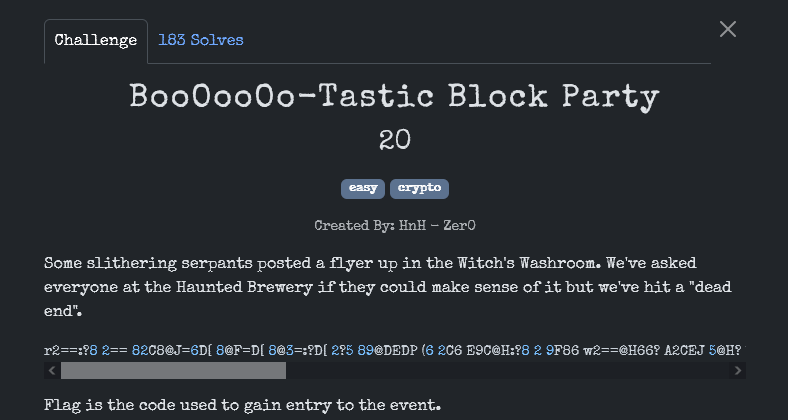 Challenge
183 Solves
BooOooOo-Tastic Block Party
20
easy crypto
Created By: HnH - Zer0
Some slithering serpants posted a flyer up in the Witch's Washroom. We've asked
everyone at the Haunted Brewery if they could make sense of it but we've hit a "dead
end".
r2==:?8 2== 82C8@J=6D[ 8@F=D[ 8@3=:?D[ 2?5 89@DEDP (6 2C6 E9C@H:?8 2 9F86 w2==@H66? A2CEJ 5@H?
Flag is the code used to gain entry to the event.